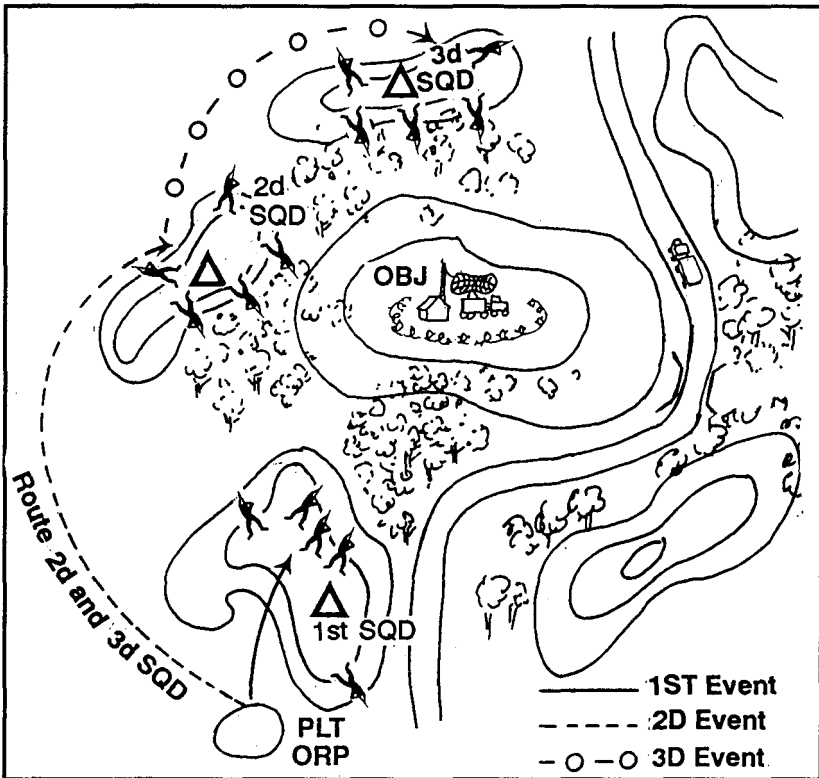 3d
SQD
2d
SQD
OBJ
Route 2d and 3d SQD
1st SQD
PLT
ORP
1ST Event
2D Event
3D Event